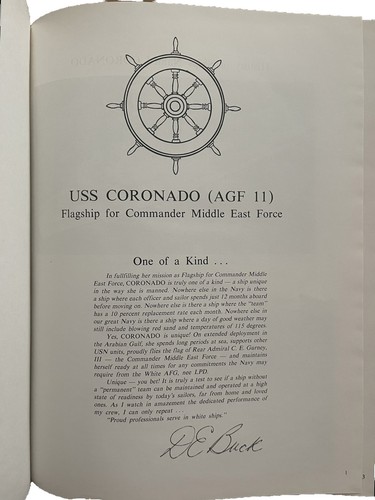 USS CORONADO (AGF 11)
Flagship for Commander Middle East Force
One of a Kind . . .
In fullfilling her mission as Flagship for Commander Middle
East Force, CORONADO is truly one of a kind — a ship unique
in the way she is manned. Nowhere else in the Navy is there
a ship where each officer and sailor spends just 12 months aboard
before moving on. Nowhere else is there a ship where the "team"
has a 10 percent replacement rate each month. Nowhere else in
our great Navy is there a ship where a day of good weather may
still include blowing red sand and temperatures of 115 degrees.
Yes, CORONADO is unique! On extended deployment in
the Arabian Gulf, she spends long periods at sea, supports other
USN units, proudly flies the flag of Rear Admiral C. E. Gurney,
III — the Commander Middle East Force — and maintains
herself ready at all times for any commitments the Navy may
require from the White AFG, nee LPD.
Unique — you bet! It is truly a test to see if a ship without
a "permanent" team can be maintained and operated at a high
state of readiness by today's sailors, far from home and loved
ones. As I watch in amazement the dedicated performance of
my crew, I can only repeat . . .
"Proud professionals serve in white ships."
D E Buck
1